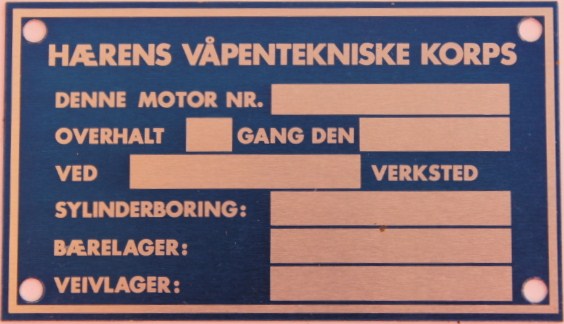 HÆRENS VÅPENTEKNISKE KORPS
DENNE MOTOR NR.
OVERHALT GANG DEN
VED VERKSTED
SYLINDERBORING:
BÆRELAGER:
VEIVLAGER: